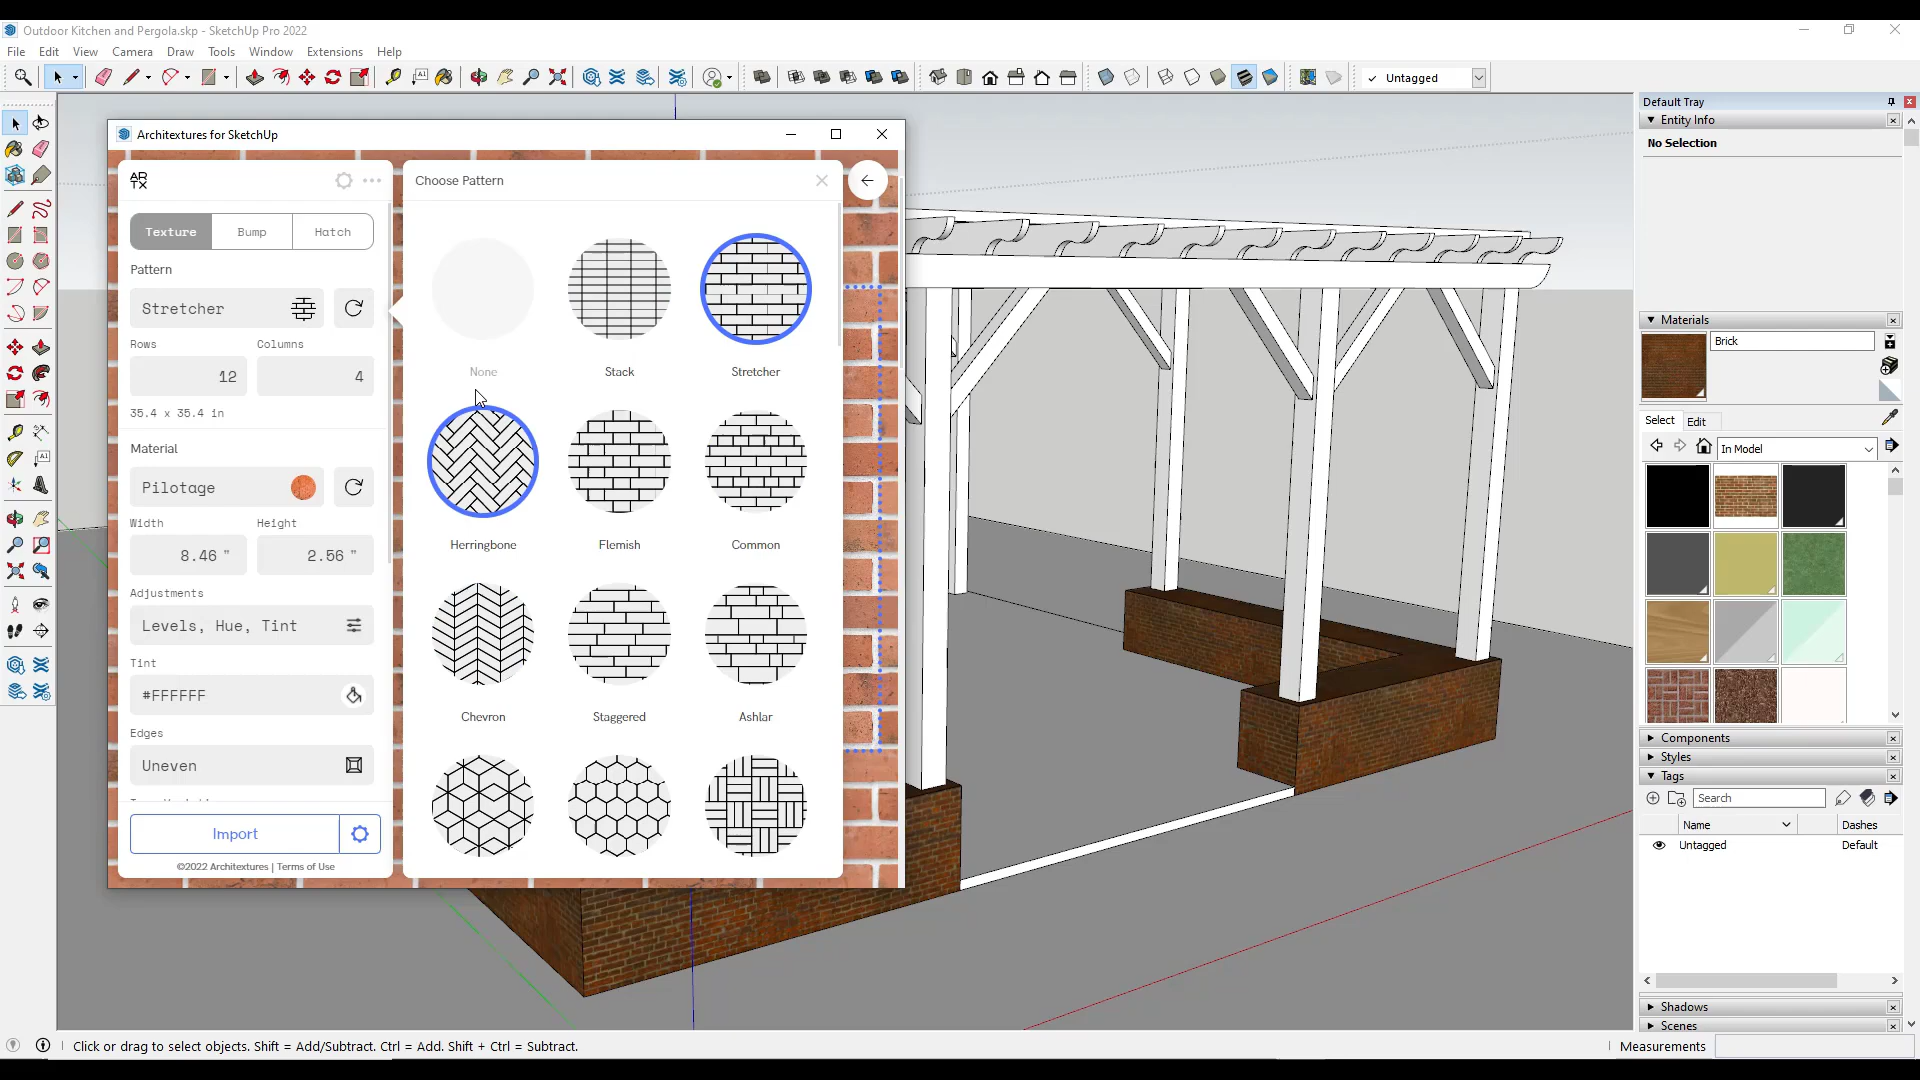 Outdoor Kitchen and Pergola.skp - SketchUp Pro 2022
File Edit View Camera Draw Tools Window Extensions Help
Untagged
Architextures for SketchUp
AR
TX
Texture Bump Hatch
Pattern
Stretcher
Rows Columns
12 4
35.4 x 35.4 in
Material
Pilotage
Width Height
8.46 " 2.56 "
Adjustments
Levels, Hue, Tint
Tint
#FFFFFF
Edges
Uneven
Import
©2022 Architextures | Terms of Use
Choose Pattern
None Stack Stretcher
Herringbone Flemish Common
Chevron Staggered Ashlar
Default Tray
Entity Info
No Selection
Materials
Brick
Select Edit
In Model
Components
Styles
Tags
Search
Name Dashes
Untagged Default
Shadows
Scenes
Click or drag to select objects. Shift = Add/Subtract. Ctrl = Add. Shift + Ctrl = Subtract.
Measurements